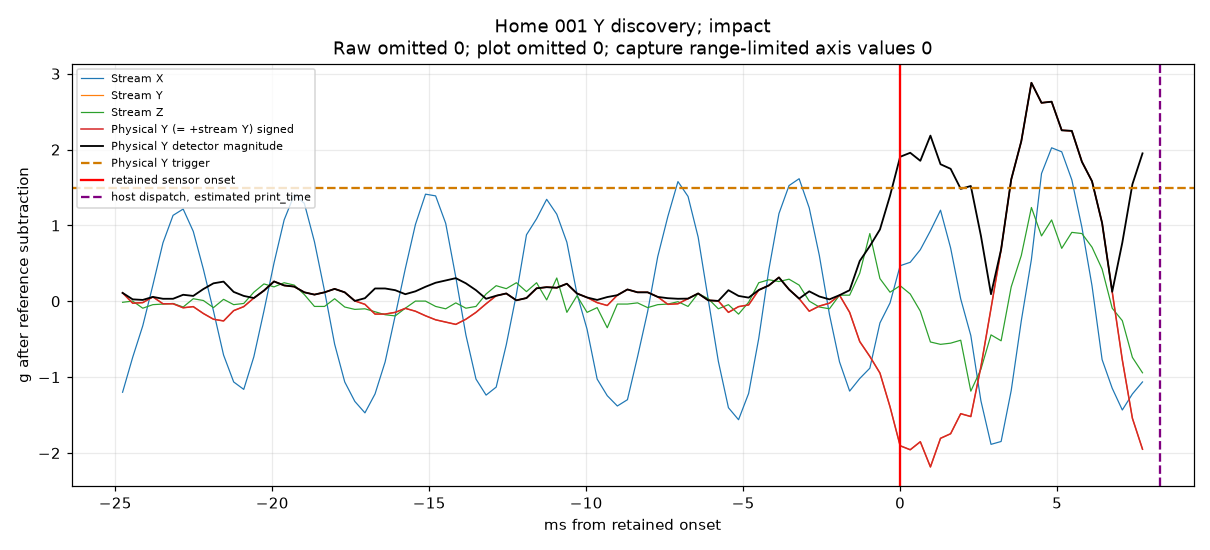 Home 001 Y discovery; impact
Raw omitted 0; plot omitted 0; capture range-limited axis values 0
Stream X
Stream Y
Stream Z
Physical Y (= +stream Y) signed
Physical Y detector magnitude
Physical Y trigger
retained sensor onset
host dispatch, estimated print_time
g after reference subtraction
3
2
1
0
−1
−2
−25
−20
−15
−10
−5
0
5
ms from retained onset